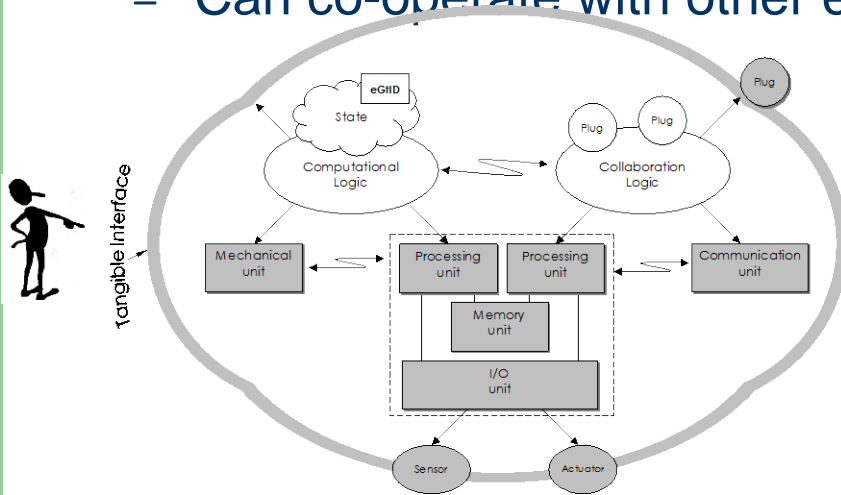 – Can co-operate with other e
Plug
eGtID
State
Plug
Plug
Computational
Logic
Collaboration
Logic
Tangible Interface
Mechanical
unit
Processing
unit
Processing
unit
Communication
unit
Memory
unit
I/O
unit
Sensor
Actuator